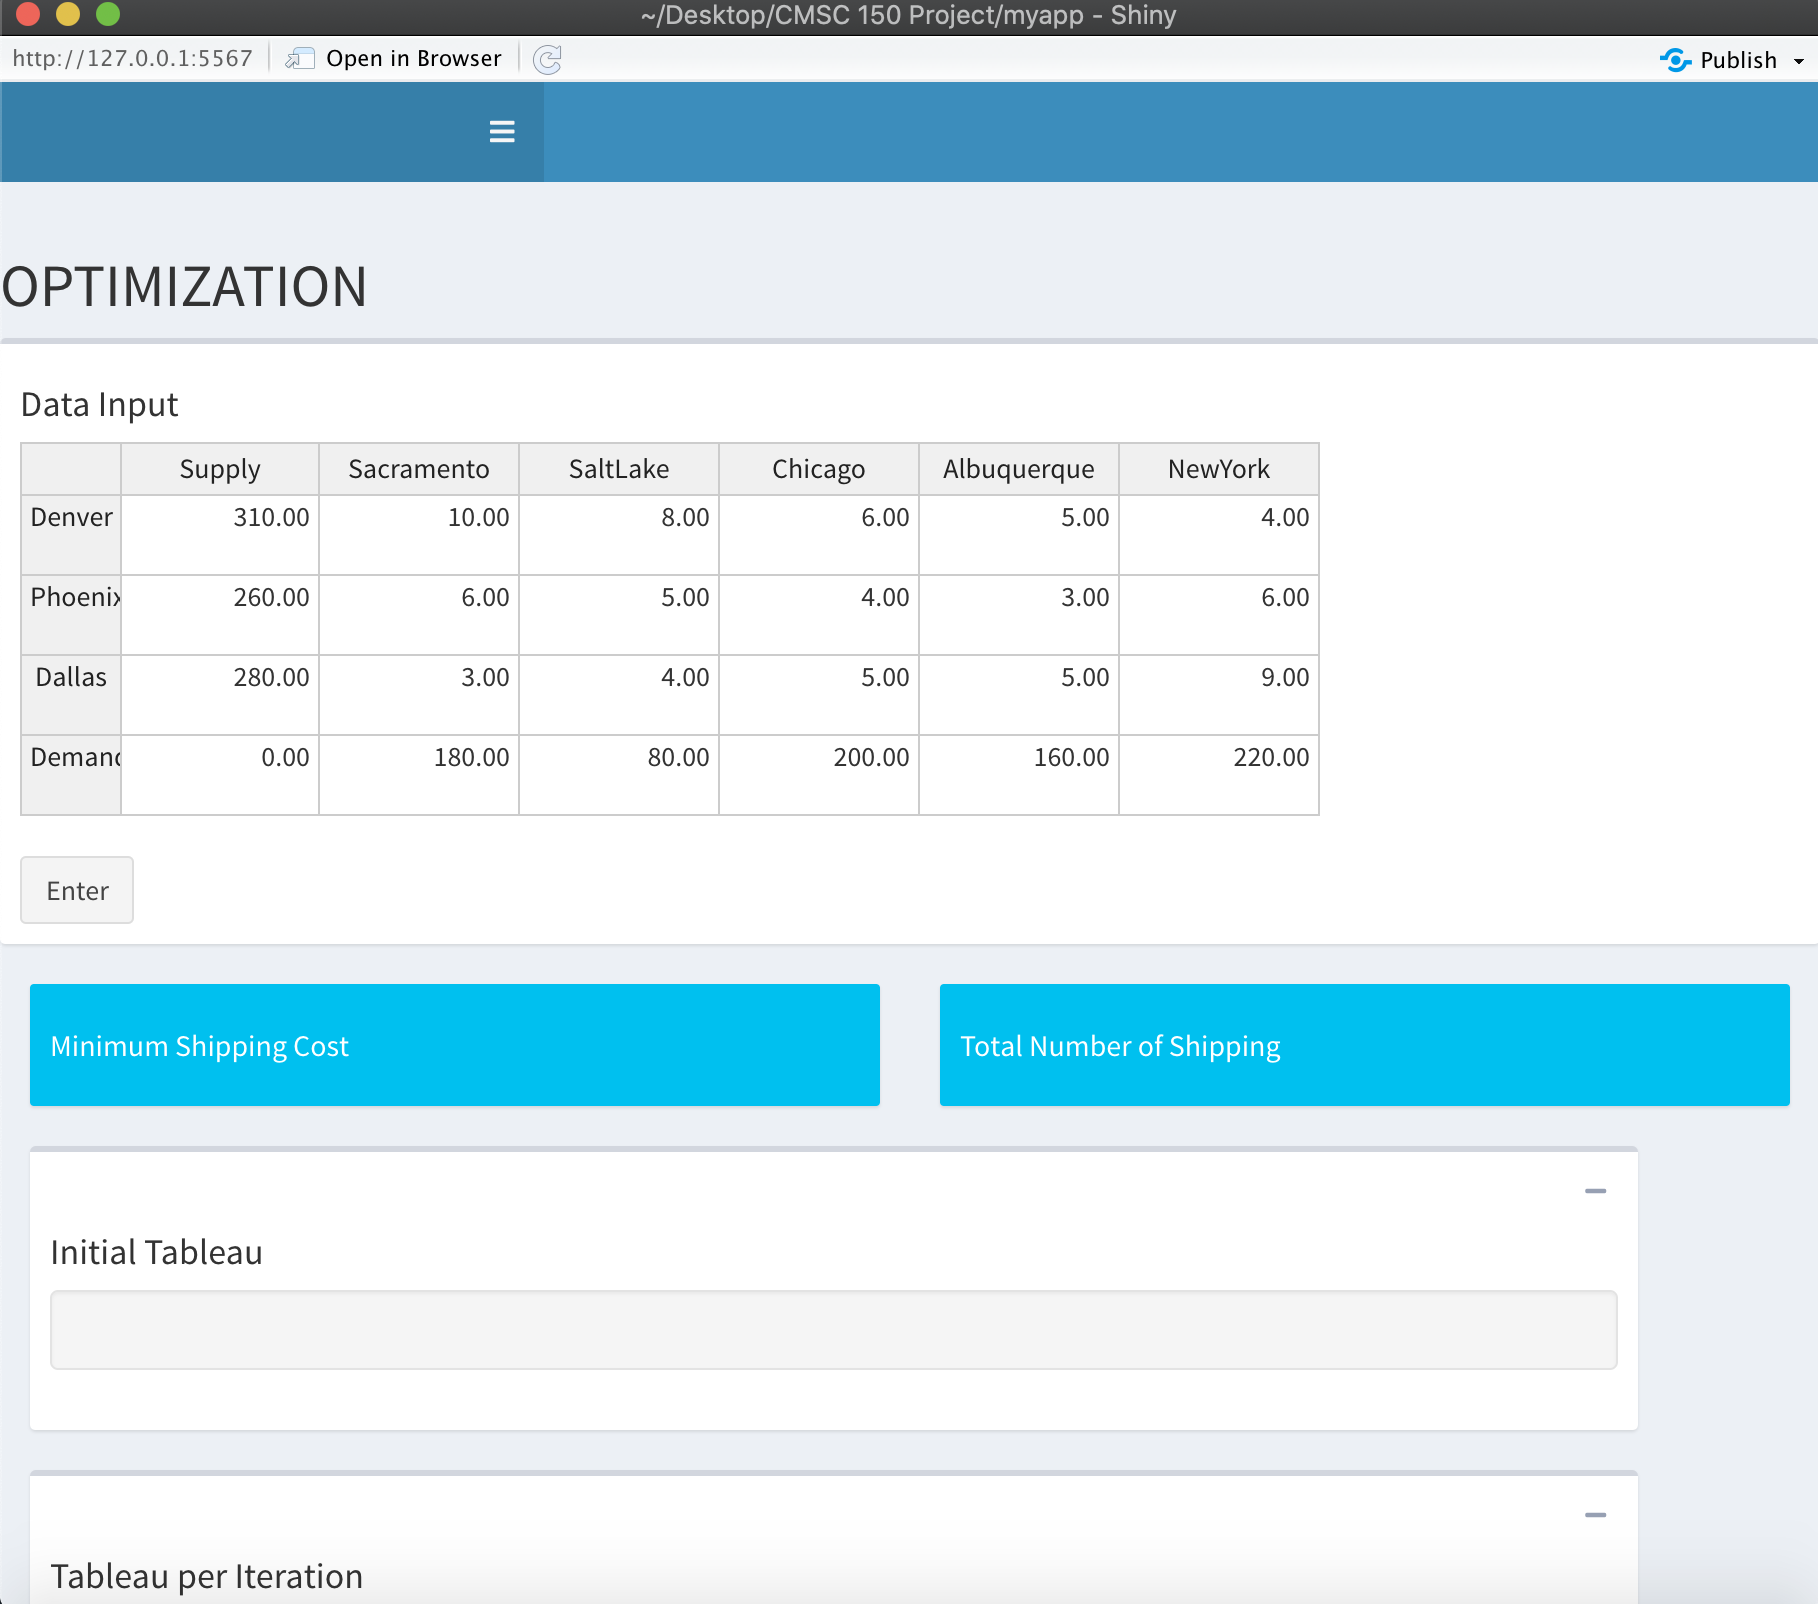 ~/Desktop/CMSC 150 Project/myapp - Shiny
http://127.0.0.1:5567 Open in Browser Publish
OPTIMIZATION
Data Input
Supply Sacramento SaltLake Chicago Albuquerque NewYork
Denver 310.00 10.00 8.00 6.00 5.00 4.00
Phoenix 260.00 6.00 5.00 4.00 3.00 6.00
Dallas 280.00 3.00 4.00 5.00 5.00 9.00
Demand 0.00 180.00 80.00 200.00 160.00 220.00
Enter
Minimum Shipping Cost Total Number of Shipping
Initial Tableau
Tableau per Iteration